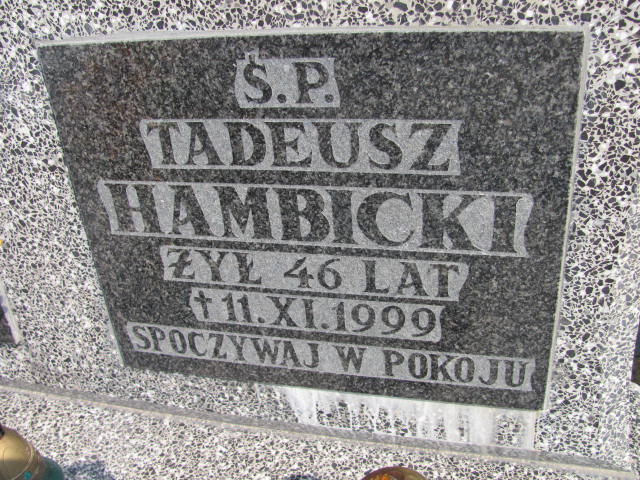 Ś.P.
TADEUSZ
HAMBICKI
ŻYŁ 46 LAT
✝ 11.XI.1999
SPOCZYWAJ W POKOJU